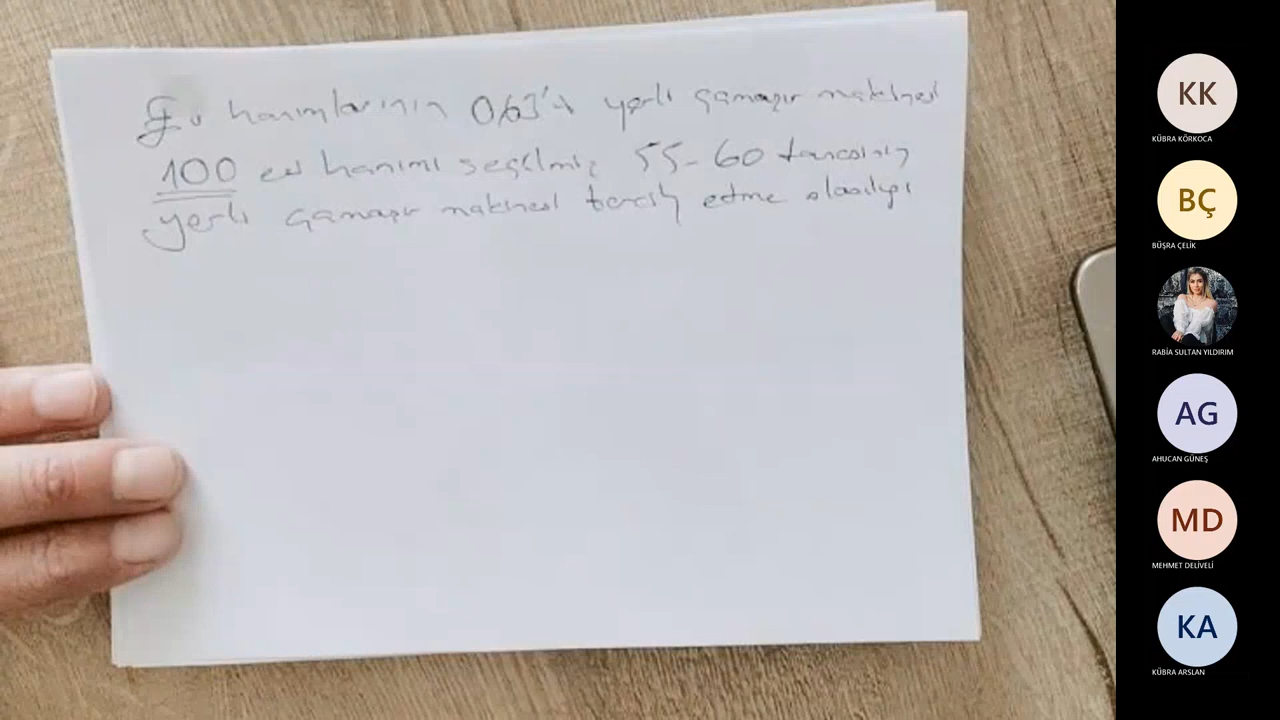 Ev hanımlarının 0,63'ü yerli çamaşır makinesi
100 ev hanımı seçilmiş 55-60 tanesinin
yerli çamaşır makinesi tercih etme olasılığı
KK
KÜBRA KÖRKOCA
BÇ
BÜŞRA ÇELİK
RABİA SULTAN YILDIRIM
AG
AHUCAN GÜNEŞ
MD
MEHMET DELİVELİ
KA
KÜBRA ARSLAN